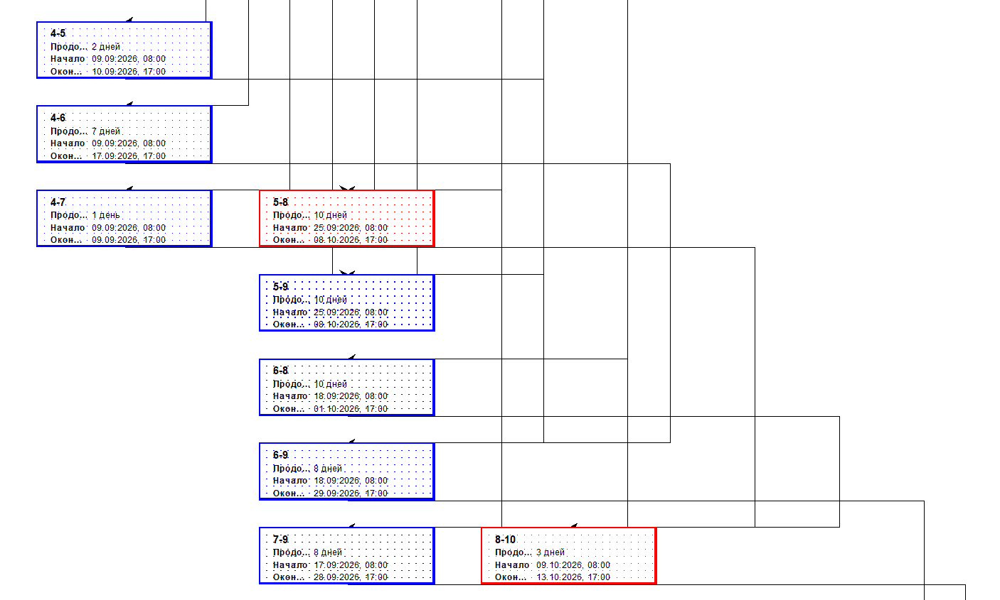 4-5
Продо... 2 дней
Начало 09.09.2026, 08:00
Окон... 10.09.2026, 17:00
4-6
Продо... 7 дней
Начало 09.09.2026, 08:00
Окон... 17.09.2026, 17:00
4-7
Продо... 1 день
Начало 09.09.2026, 08:00
Окон... 09.09.2026, 17:00
5-8
Продо... 10 дней
Начало 25.09.2026, 08:00
Окон... 08.10.2026, 17:00
5-9
Продо... 10 дней
Начало 25.09.2026, 08:00
Окон... 08.10.2026, 17:00
6-8
Продо... 10 дней
Начало 18.09.2026, 08:00
Окон... 01.10.2026, 17:00
6-9
Продо... 8 дней
Начало 18.09.2026, 08:00
Окон... 29.09.2026, 17:00
7-9
Продо... 8 дней
Начало 17.09.2026, 08:00
Окон... 28.09.2026, 17:00
8-10
Продо... 3 дней
Начало 09.10.2026, 08:00
Окон... 13.10.2026, 17:00